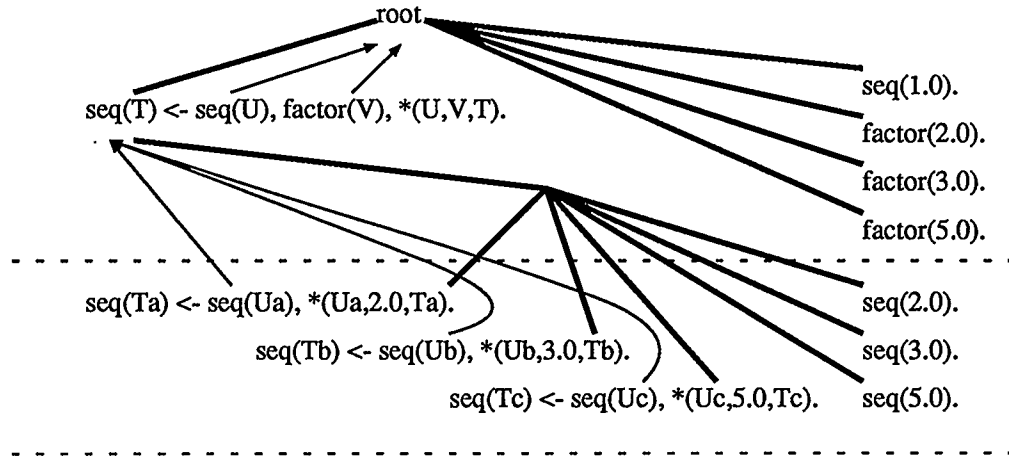 root
seq(1.0).
seq(T) <- seq(U), factor(V), *(U,V,T).
factor(2.0).
factor(3.0).
factor(5.0).
seq(Ta) <- seq(Ua), *(Ua,2.0,Ta).
seq(2.0).
seq(Tb) <- seq(Ub), *(Ub,3.0,Tb).
seq(3.0).
seq(Tc) <- seq(Uc), *(Uc,5.0,Tc).
seq(5.0).